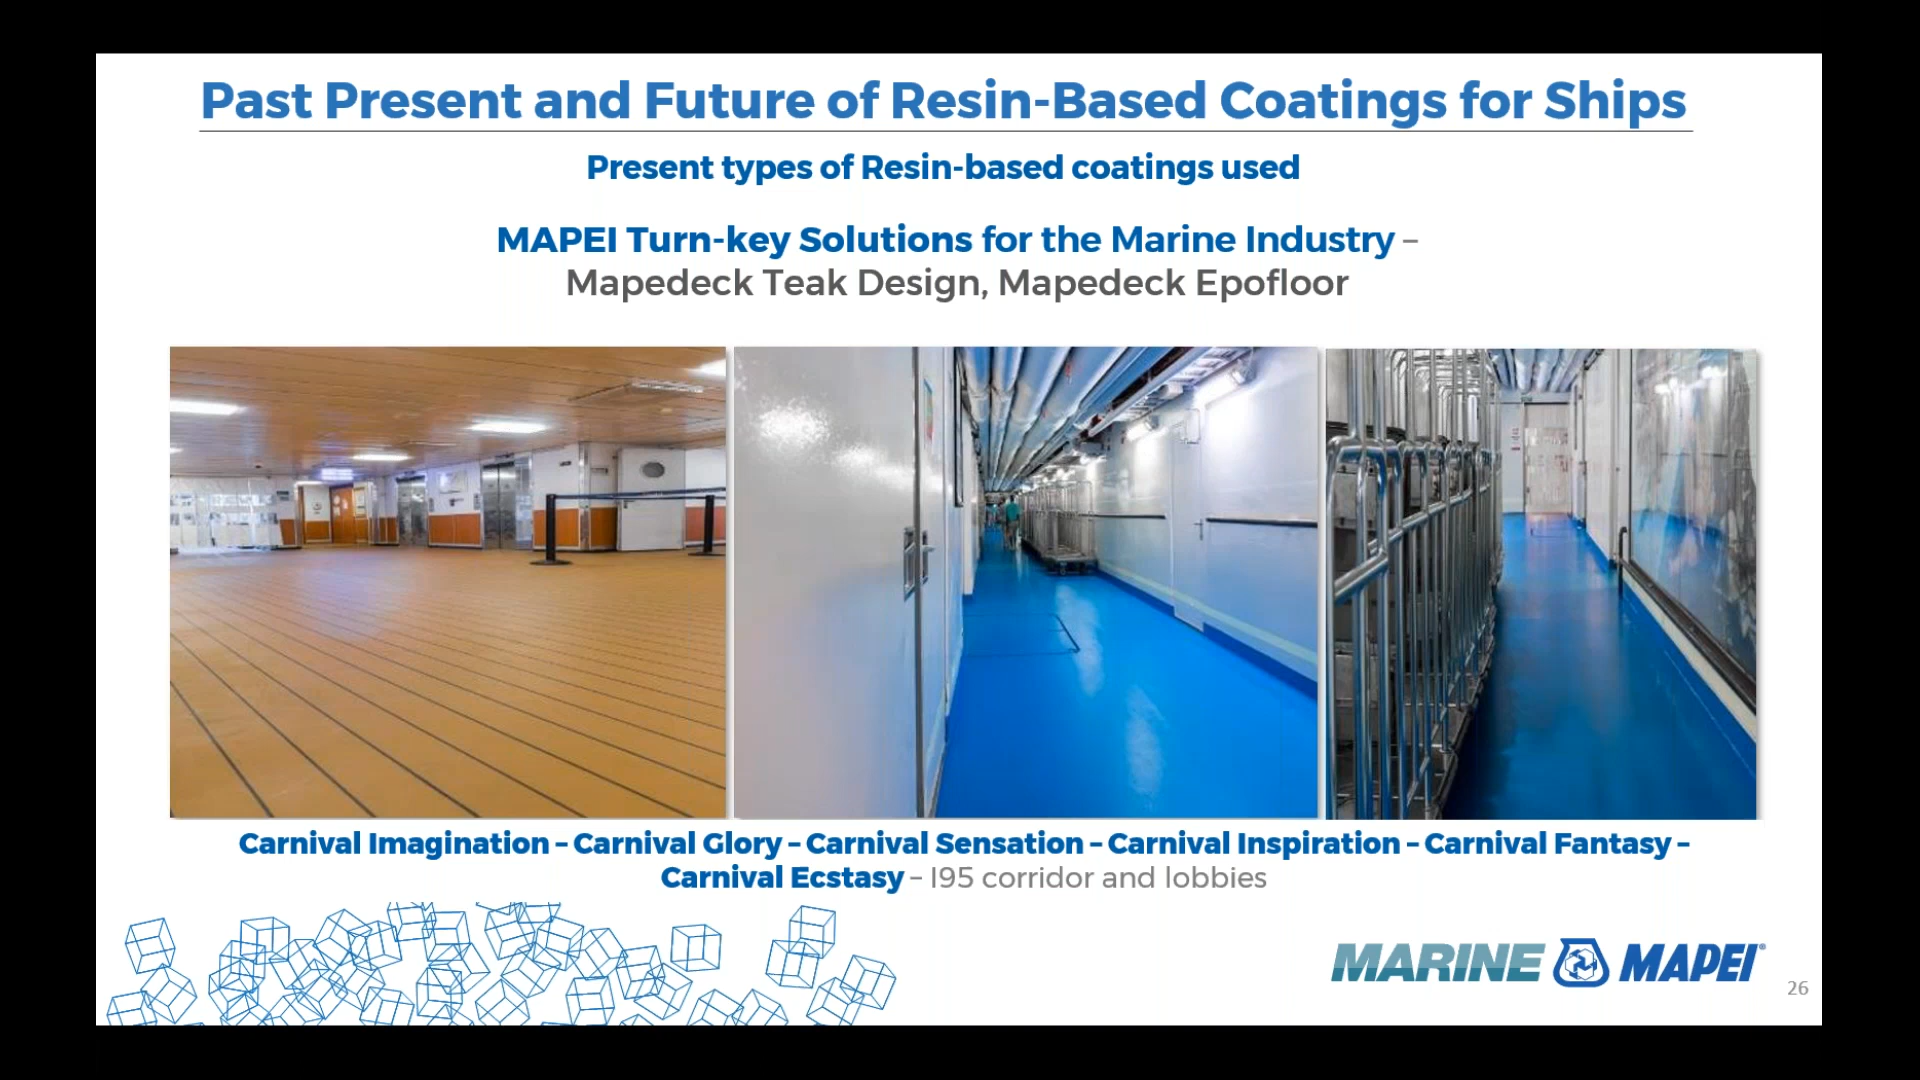 Past Present and Future of Resin-Based Coatings for Ships
Present types of Resin-based coatings used
MAPEI Turn-key Solutions for the Marine Industry –
Mapedeck Teak Design, Mapedeck Epofloor
Carnival Imagination – Carnival Glory – Carnival Sensation – Carnival Inspiration – Carnival Fantasy –
Carnival Ecstasy – I95 corridor and lobbies
MARINE MAPEI®
26